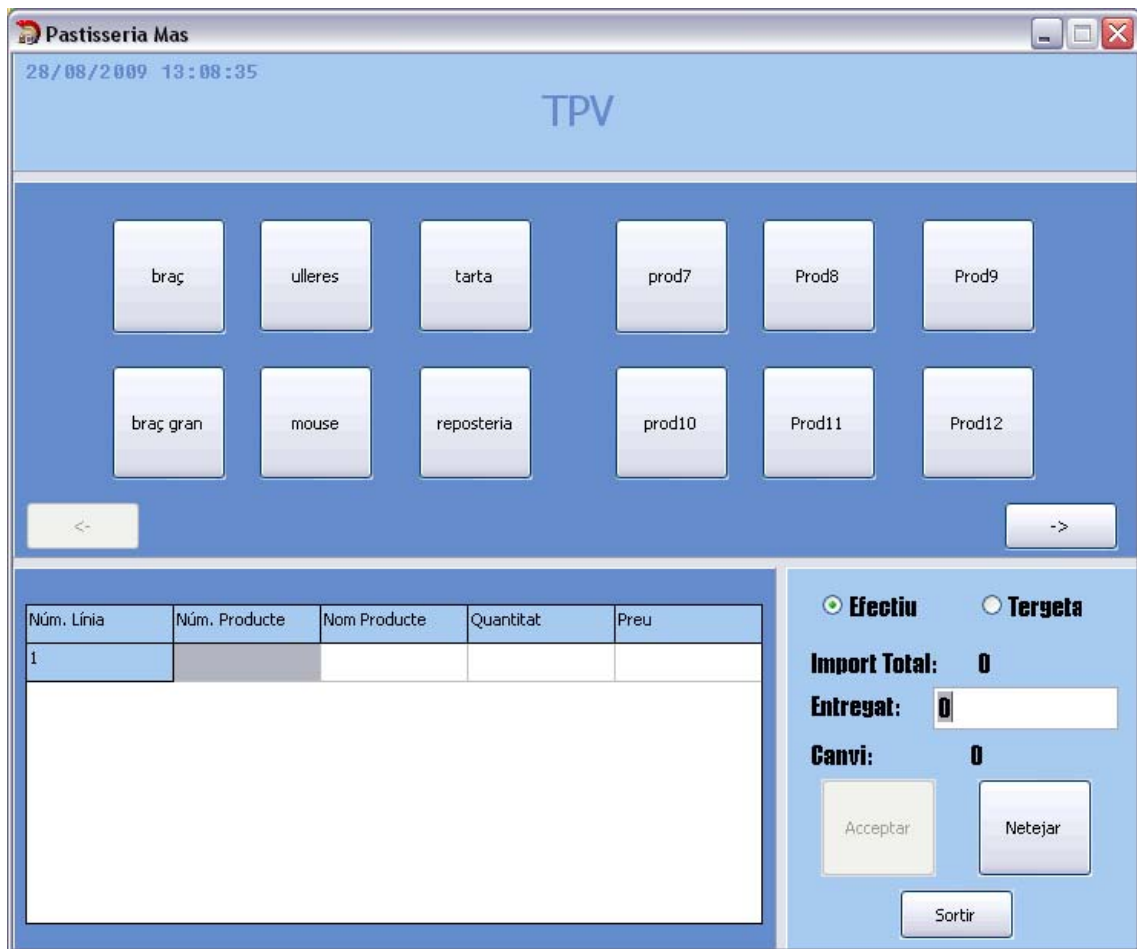 Pastisseria Mas
28/08/2009 13:08:35
TPV
braç ulleres tarta prod7 Prod8 Prod9
braç gran mouse reposteria prod10 Prod11 Prod12
<- ->
Núm. Línia Núm. Producte Nom Producte Quantitat Preu
1
Efectiu Tergeta
Import Total: 0
Entregat: 0
Canvi: 0
Acceptar Netejar
Sortir